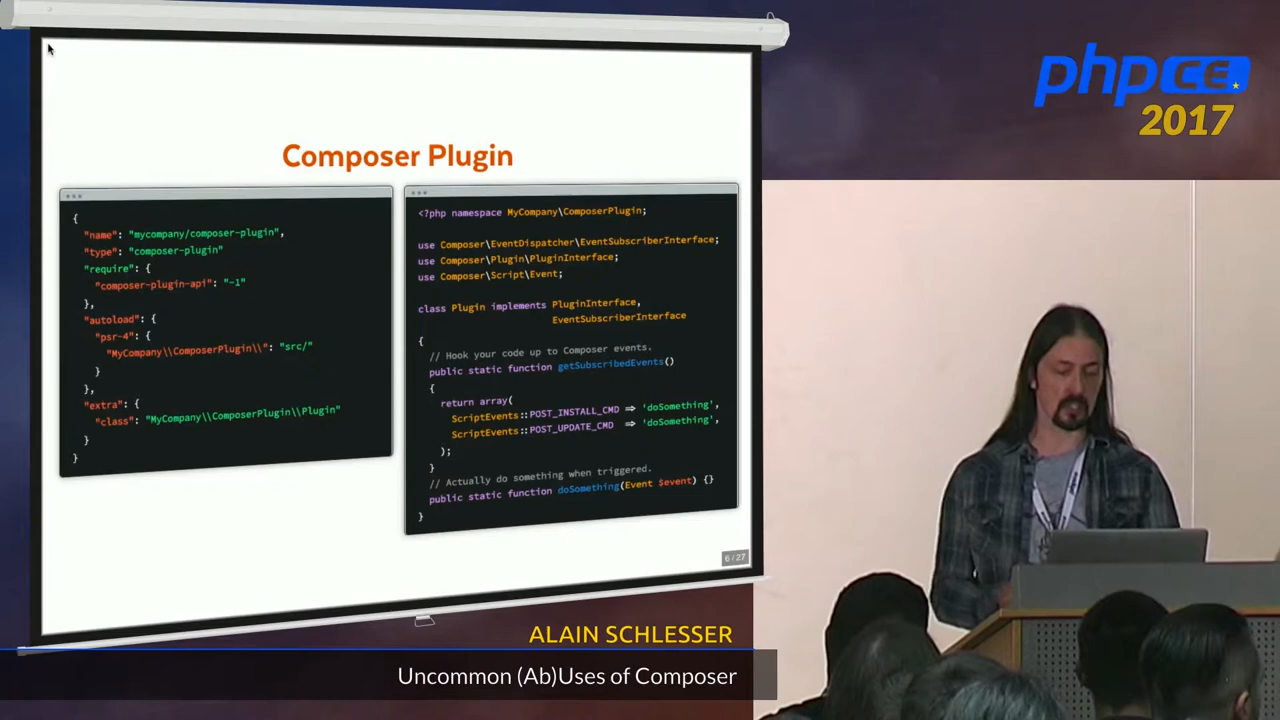 phpCE
2017
Composer Plugin
{
"name": "mycompany/composer-plugin",
"type": "composer-plugin"
"require": {
"composer-plugin-api": "~1"
},
"autoload": {
"psr-4": {
"MyCompany\\ComposerPlugin\\": "src/"
}
},
"extra": {
"class": "MyCompany\\ComposerPlugin\\Plugin"
}
}
<?php namespace MyCompany\ComposerPlugin;
use Composer\EventDispatcher\EventSubscriberInterface;
use Composer\Plugin\PluginInterface;
use Composer\Script\Event;
class Plugin implements PluginInterface,
EventSubscriberInterface
{
// Hook your code up to Composer events.
public static function getSubscribedEvents()
{
return array(
ScriptEvents::POST_INSTALL_CMD => 'doSomething',
ScriptEvents::POST_UPDATE_CMD => 'doSomething',
);
}
// Actually do something when triggered.
public static function doSomething(Event $event) {}
}
6 / 27
ALAIN SCHLESSER
Uncommon (Ab)Uses of Composer